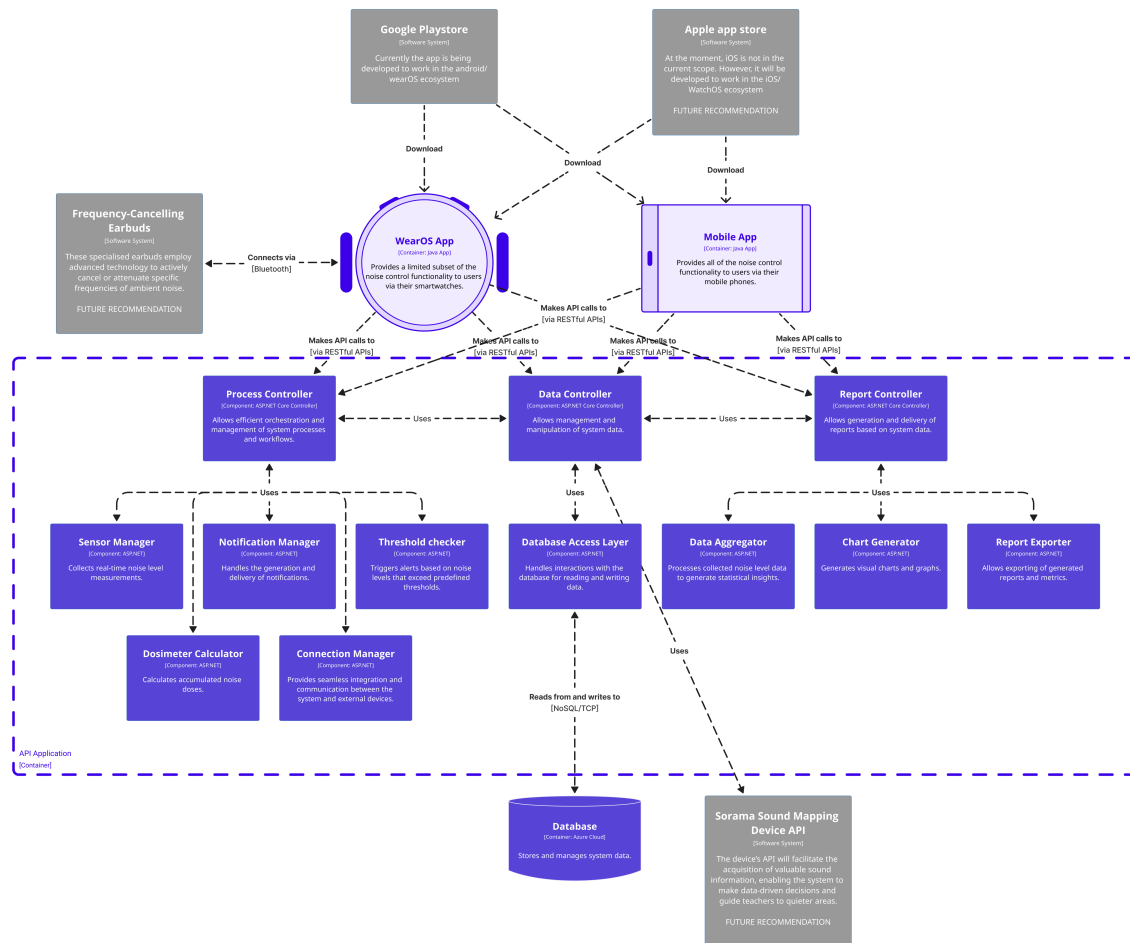 Google Playstore
[Software System]
Currently the app is being
developed to work in the android/
wearOS ecosystem
Apple app store
[Software System]
At the moment, iOS is not in the
current scope. However, it will be
developed to work in the iOS/
WatchOS ecosystem
FUTURE RECOMMENDATION
Download
Download
Download
Frequency-Cancelling
Earbuds
[Software System]
These specialised earbuds employ
advanced technology to actively
cancel or attenuate specific
frequencies of ambient noise.
FUTURE RECOMMENDATION
Connects via
[Bluetooth]
WearOS App
[Container: Java App]
Provides a limited subset of the
noise control functionality to users
via their smartwatches.
Mobile App
[Container: Java App]
Provides all of the noise control
functionality to users via their
mobile phones.
Makes API calls to
[via RESTful APIs]
Makes API calls to
[via RESTful APIs]
Makes API calls to
[via RESTful APIs]
Makes API calls to
[via RESTful APIs]
Makes API calls to
[via RESTful APIs]
Process Controller
[Component: ASP.NET Core Controller]
Allows efficient orchestration and
management of system processes
and workflows.
Uses
Data Controller
[Component: ASP.NET Core Controller]
Allows management and
manipulation of system data.
Uses
Report Controller
[Component: ASP.NET Core Controller]
Allows generation and delivery of
reports based on system data.
Uses
Uses
Uses
Sensor Manager
[Component: ASP.NET]
Collects real-time noise level
measurements.
Notification Manager
[Component: ASP.NET]
Handles the generation and
delivery of notifications.
Threshold checker
[Component: ASP.NET]
Triggers alerts based on noise
levels that exceed predefined
thresholds.
Database Access Layer
[Component: ASP.NET]
Handles interactions with the
database for reading and writing
data.
Data Aggregator
[Component: ASP.NET]
Processes collected noise level data
to generate statistical insights.
Chart Generator
[Component: ASP.NET]
Generates visual charts and graphs.
Report Exporter
[Component: ASP.NET]
Allows exporting of generated
reports and metrics.
Dosimeter Calculator
[Component: ASP.NET]
Calculates accumulated noise
doses.
Connection Manager
[Component: ASP.NET]
Provides seamless integration and
communication between the
system and external devices.
Uses
Reads from and writes to
[NoSQL/TCP]
API Application
[Container]
Database
[Container: Azure Cloud]
Stores and manages system data.
Sorama Sound Mapping
Device API
[Software System]
The device's API will facilitate the
acquisition of valuable sound
information, enabling the system to
make data-driven decisions and
guide teachers to quieter areas.
FUTURE RECOMMENDATION